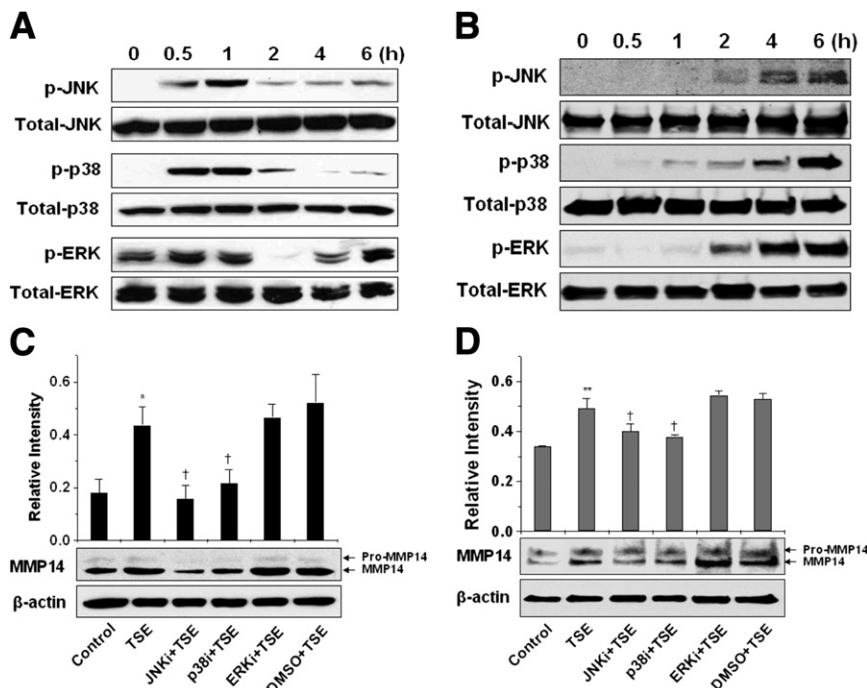 A
0 0.5 1 2 4 6 (h)
p-JNK
Total-JNK
p-p38
Total-p38
p-ERK
Total-ERK
B
0 0.5 1 2 4 6 (h)
p-JNK
Total-JNK
p-p38
Total-p38
p-ERK
Total-ERK
C
Relative Intensity
0.6
0.4
0.2
0.0
*
†
†
MMP14
Pro-MMP14
MMP14
β-actin
Control
TSE
JNKi+TSE
p38i+TSE
ERKi+TSE
DMSO+TSE
D
Relative Intensity
0.6
0.4
0.2
0.0
**
†
†
MMP14
Pro-MMP14
MMP14
β-actin
Control
TSE
JNKi+TSE
p38i+TSE
ERKi+TSE
DMSO+TSE